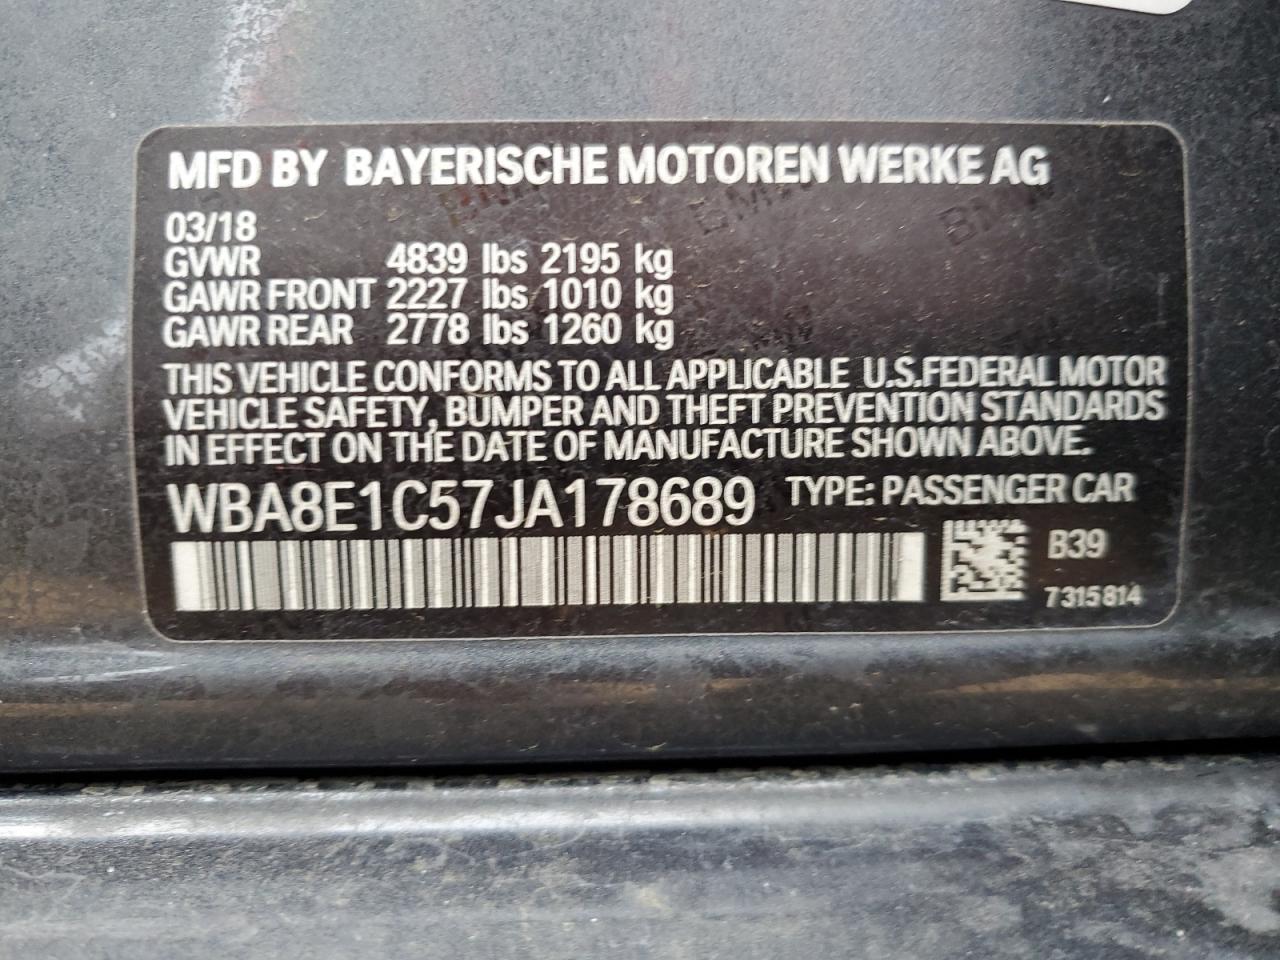 MFD BY BAYERISCHE MOTOREN WERKE AG
03/18
GVWR 4839 lbs 2195 kg
GAWR FRONT 2227 lbs 1010 kg
GAWR REAR 2778 lbs 1260 kg
THIS VEHICLE CONFORMS TO ALL APPLICABLE U.S.FEDERAL MOTOR
VEHICLE SAFETY, BUMPER AND THEFT PREVENTION STANDARDS
IN EFFECT ON THE DATE OF MANUFACTURE SHOWN ABOVE.
WBA8E1C57JA178689 TYPE: PASSENGER CAR
B39
7315814